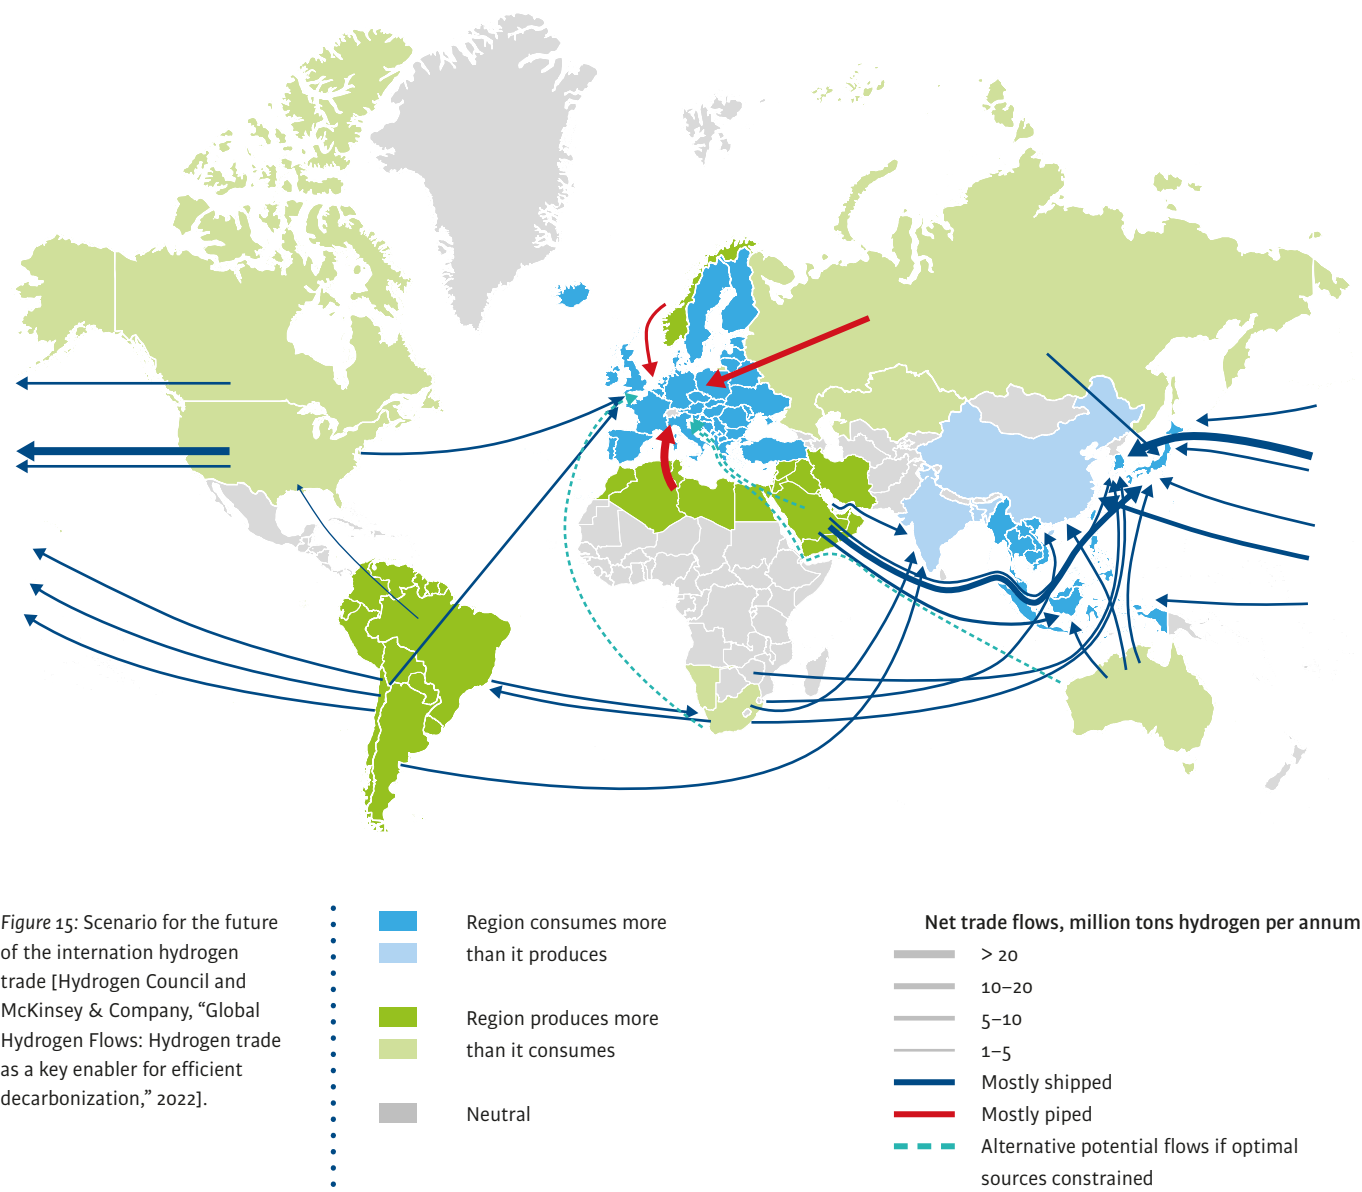 Figure 15: Scenario for the future
of the internation hydrogen
trade [Hydrogen Council and
McKinsey & Company, “Global
Hydrogen Flows: Hydrogen trade
as a key enabler for efficient
decarbonization,” 2022].
Region consumes more
than it produces
Region produces more
than it consumes
Neutral
Net trade flows, million tons hydrogen per annum
> 20
10–20
5–10
1–5
Mostly shipped
Mostly piped
Alternative potential flows if optimal
sources constrained